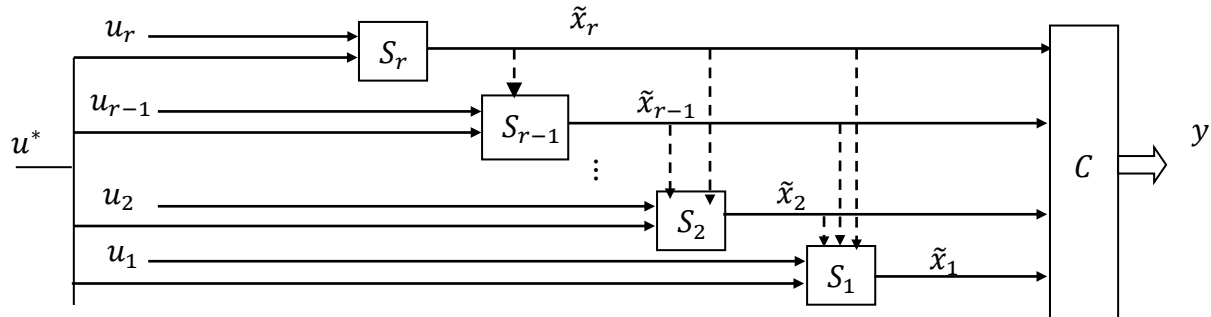 u_r S_r x̃_r
u_{r−1} S_{r−1} x̃_{r−1}
u* C y
⋮
u_2 S_2 x̃_2
u_1 S_1 x̃_1